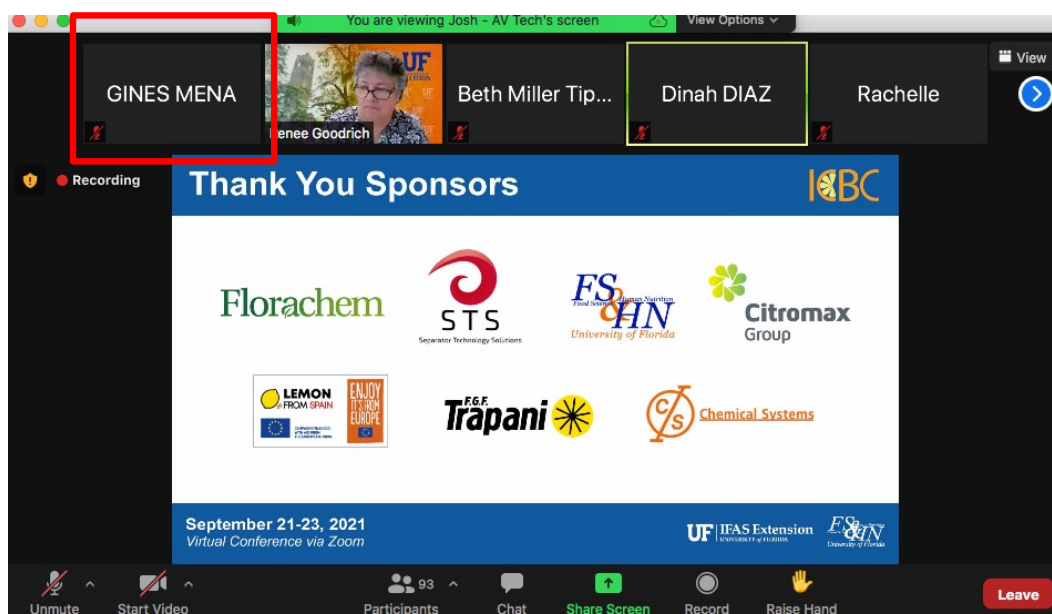 You are viewing Josh - AV Tech's screen
View Options
GINES MENA
UF
Renee Goodrich
Beth Miller Tip...
Dinah DIAZ
Rachelle
View
Recording
Thank You Sponsors
ICBC
Florachem
STS
Separator Technology Solutions
FS&HN
Food Science Human Nutrition
University of Florida
Citromax
Group
LEMON
FROM SPAIN
ENJOY
IT'S FROM
EUROPE
F.G.F.
Trapani
C/S
Chemical Systems
September 21-23, 2021
Virtual Conference via Zoom
UF IFAS Extension
UNIVERSITY of FLORIDA
FS&HN
University of Florida
Unmute
Start Video
93
Participants
Chat
Share Screen
Record
Raise Hand
Leave